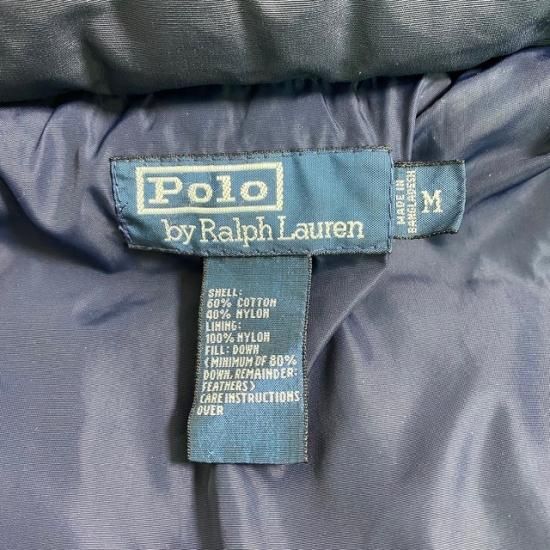 Polo
by Ralph Lauren
MADE IN
BANGLADESH
M
SHELL:
60% COTTON
40% NYLON
LINING:
100% NYLON
FILL: DOWN
<MINIMUM OF 80%
DOWN, REMAINDER:
FEATHERS>
CARE INSTRUCTIONS
OVER